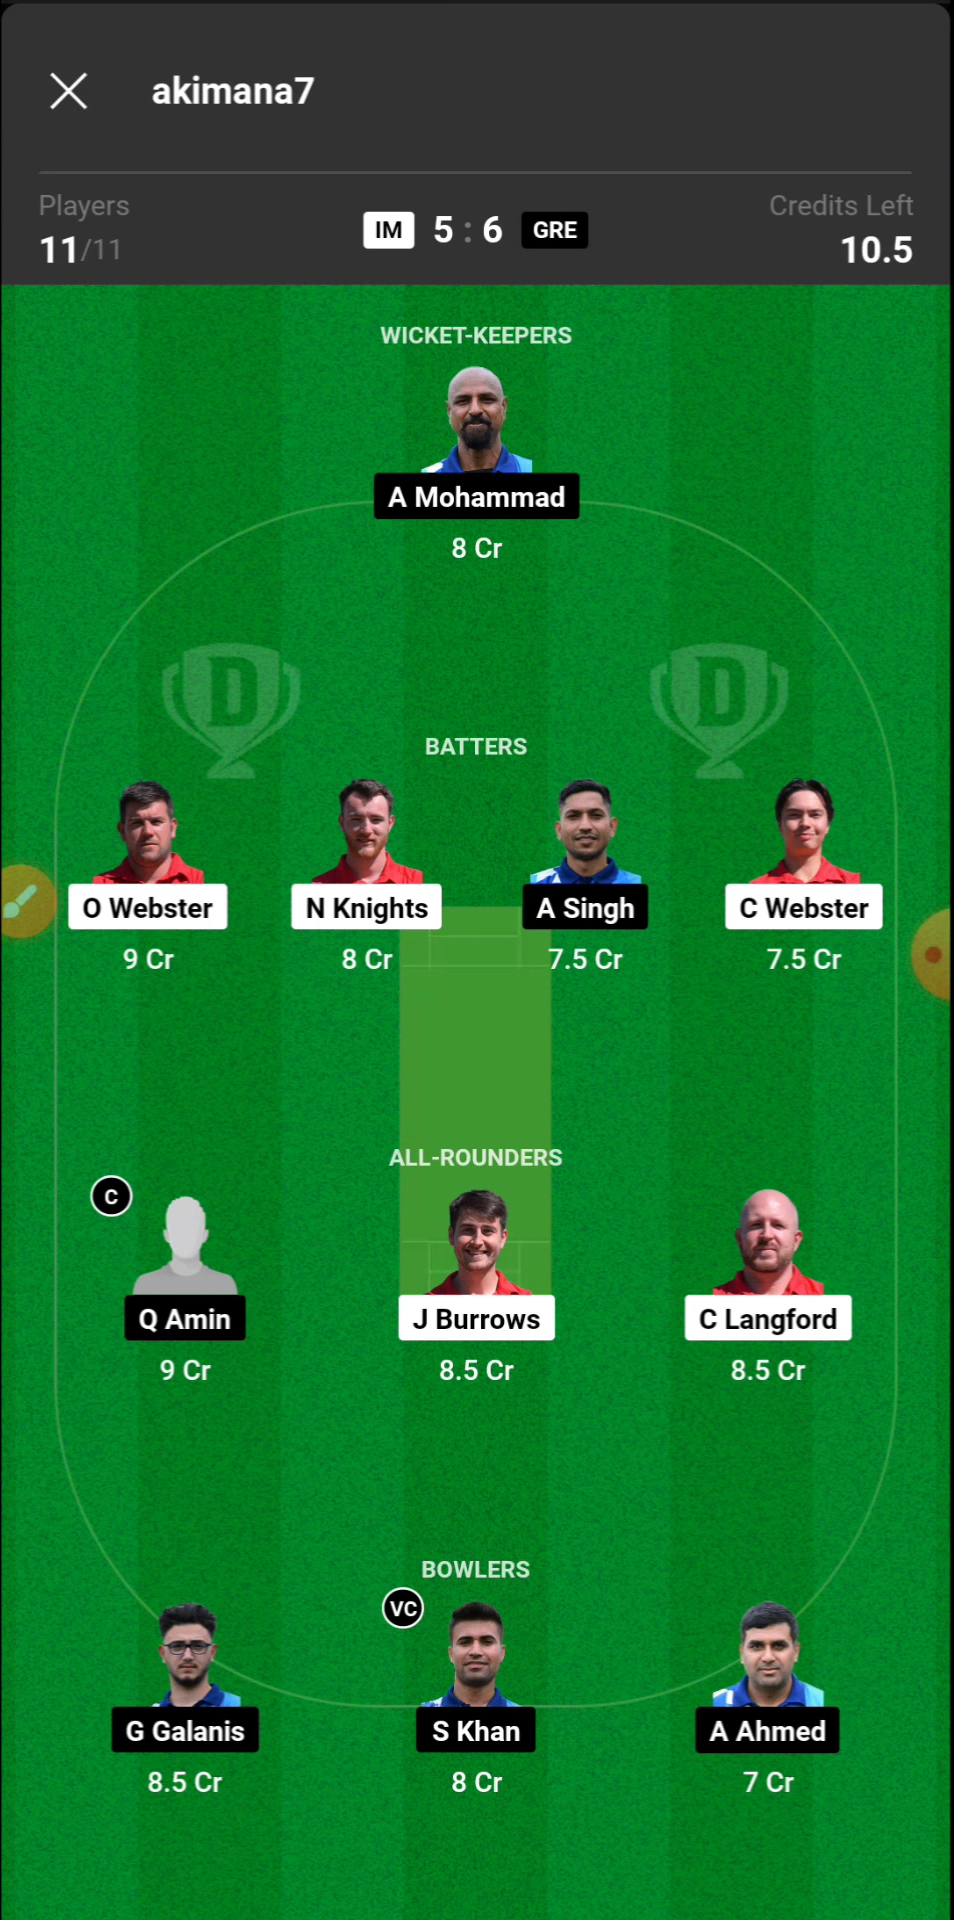 akimana7
Players
Credits Left
11/11
IM 5 : 6 GRE
10.5
WICKET-KEEPERS
A Mohammad
8 Cr
D D
BATTERS
O Webster N Knights A Singh C Webster
9 Cr 8 Cr 7.5 Cr 7.5 Cr
ALL-ROUNDERS
C
Q Amin J Burrows C Langford
9 Cr 8.5 Cr 8.5 Cr
BOWLERS
VC
G Galanis S Khan A Ahmed
8.5 Cr 8 Cr 7 Cr